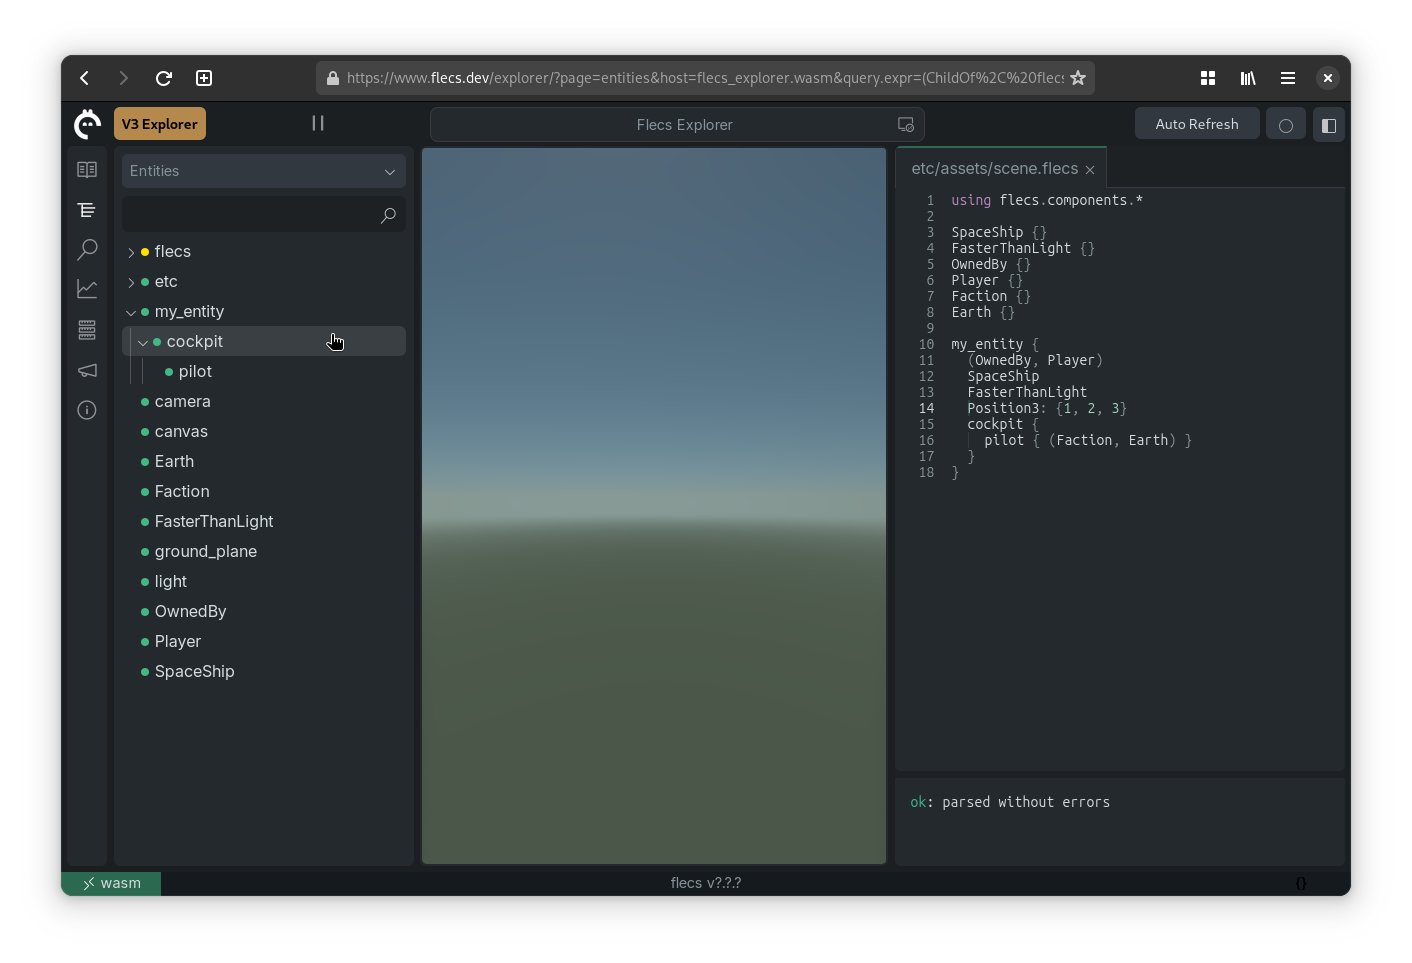 https://www.flecs.dev/explorer/?page=entities&host=flecs_explorer.wasm&query.expr=(ChildOf%2C%20flecs
V3 Explorer
Flecs Explorer
Auto Refresh
Entities
flecs
etc
my_entity
cockpit
pilot
camera
canvas
Earth
Faction
FasterThanLight
ground_plane
light
OwnedBy
Player
SpaceShip
etc/assets/scene.flecs
1 using flecs.components.*
2
3 SpaceShip {}
4 FasterThanLight {}
5 OwnedBy {}
6 Player {}
7 Faction {}
8 Earth {}
9
10 my_entity {
11 (OwnedBy, Player)
12 SpaceShip
13 FasterThanLight
14 Position3: {1, 2, 3}
15 cockpit {
16 pilot { (Faction, Earth) }
17 }
18 }
ok: parsed without errors
wasm
flecs v?.?.?
{}